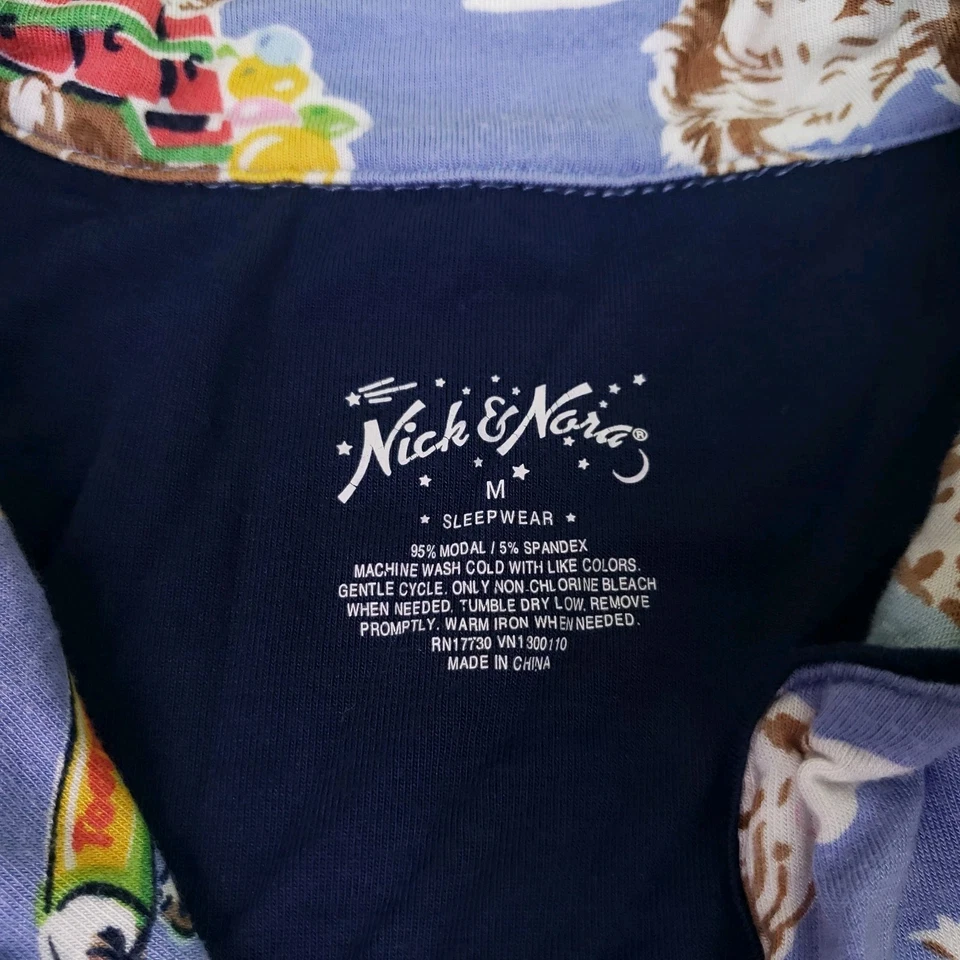 Nick & Nora®
M
SLEEPWEAR
95% MODAL / 5% SPANDEX
MACHINE WASH COLD WITH LIKE COLORS.
GENTLE CYCLE. ONLY NON-CHLORINE BLEACH
WHEN NEEDED. TUMBLE DRY LOW. REMOVE
PROMPTLY. WARM IRON WHEN NEEDED.
RN17730 VN1300110
MADE IN CHINA